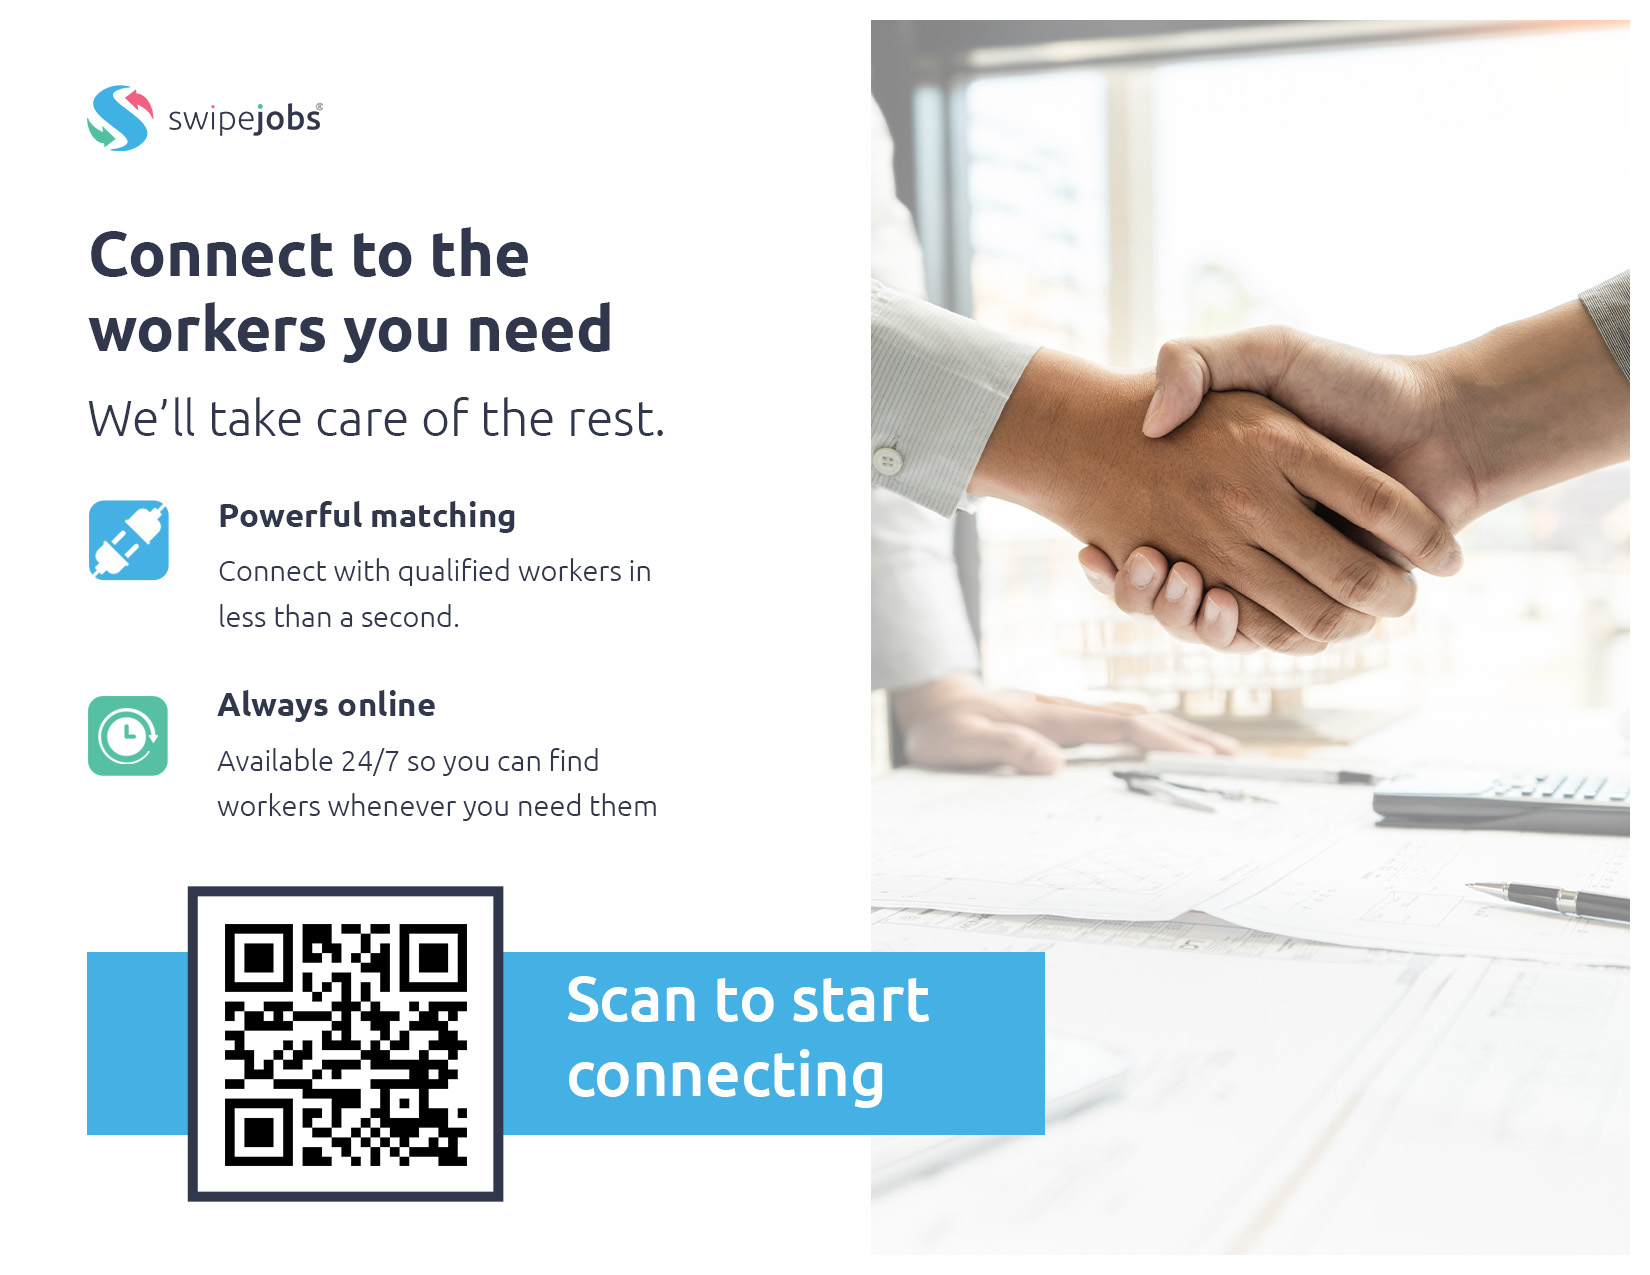 swipejobs®
Connect to the
workers you need
We'll take care of the rest.
Powerful matching
Connect with qualified workers in
less than a second.
Always online
Available 24/7 so you can find
workers whenever you need them
Scan to start
connecting